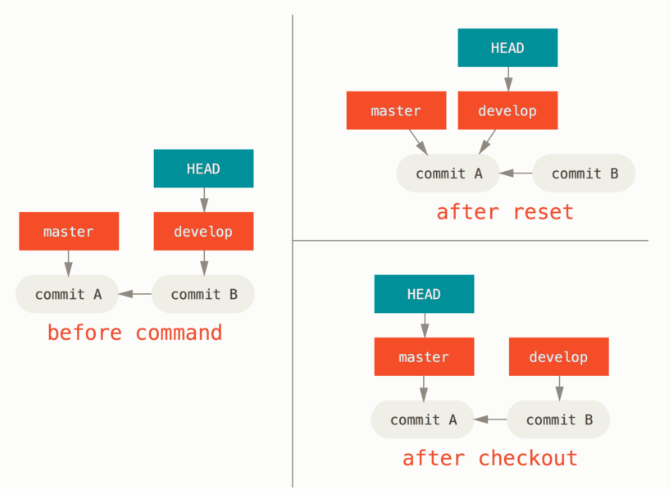 HEAD
master develop
commit A commit B
before command
HEAD
master develop
commit A commit B
after reset
HEAD
master develop
commit A commit B
after checkout